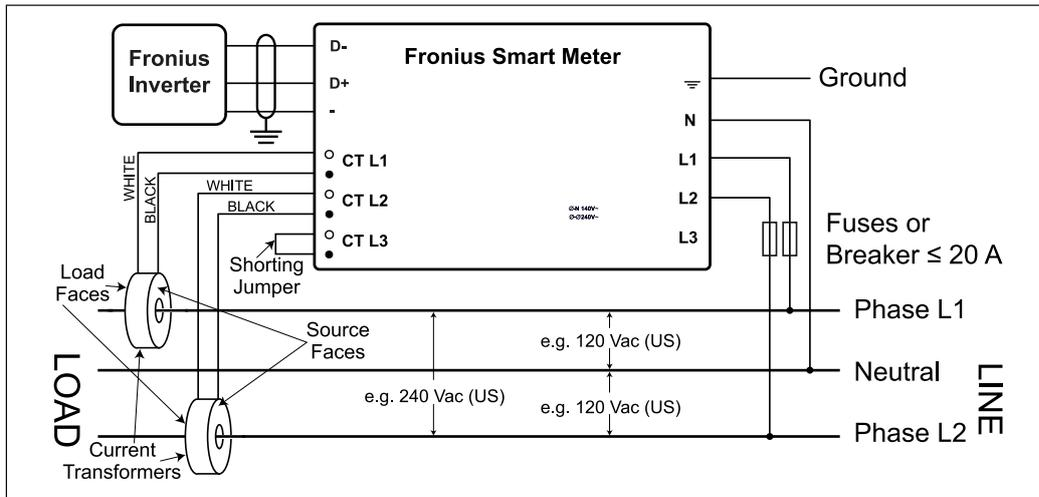 Fronius
Inverter
D-
D+
-
Fronius Smart Meter
Ground
N
L1
L2
L3
CT L1
CT L2
CT L3
WHITE
BLACK
WHITE
BLACK
Ø-N 140V~
Ø-Ø240V~
Shorting
Jumper
Fuses or
Breaker ≤ 20 A
Load
Faces
Source
Faces
Phase L1
e.g. 120 Vac (US)
Neutral
e.g. 240 Vac (US)
e.g. 120 Vac (US)
Phase L2
LOAD
LINE
Current
Transformers